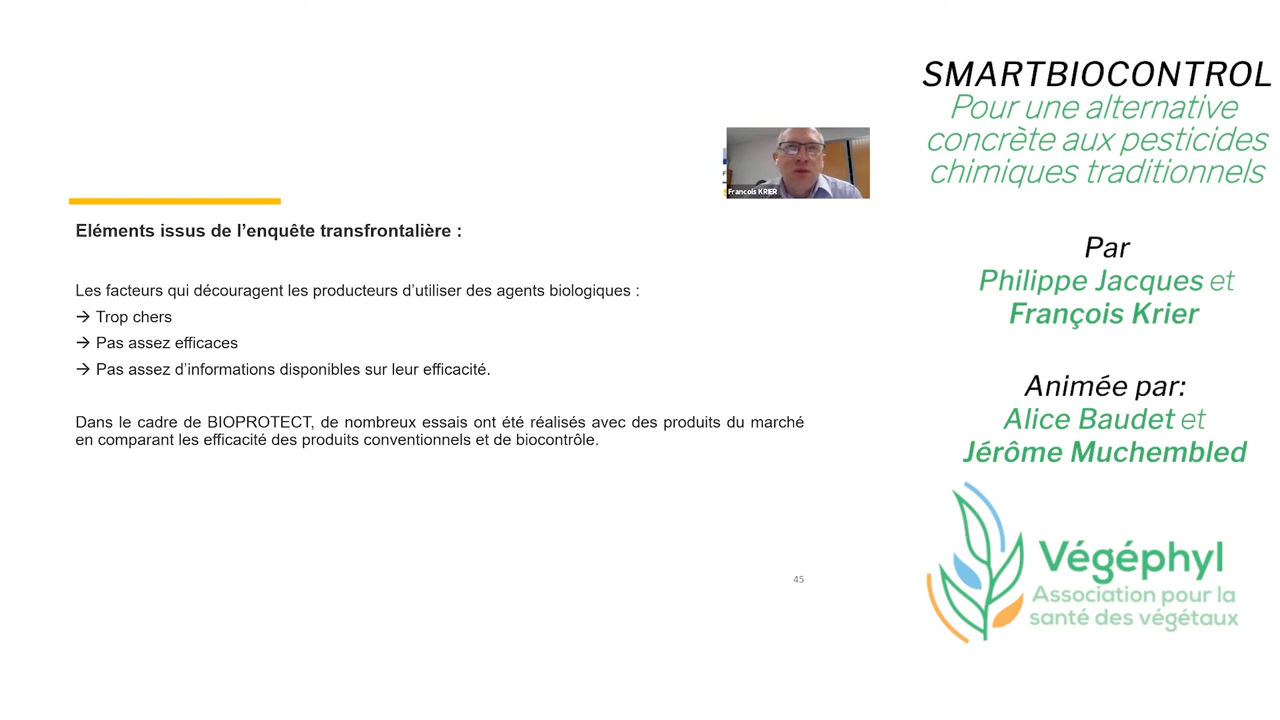 Eléments issus de l’enquête transfrontalière :
Les facteurs qui découragent les producteurs d’utiliser des agents biologiques :
→ Trop chers
→ Pas assez efficaces
→ Pas assez d’informations disponibles sur leur efficacité.
Dans le cadre de BIOPROTECT, de nombreux essais ont été réalisés avec des produits du marché
en comparant les efficacité des produits conventionnels et de biocontrôle.
45
Francois KRIER
SMARTBIOCONTROL
Pour une alternative
concrète aux pesticides
chimiques traditionnels
Par
Philippe Jacques et
François Krier
Animée par:
Alice Baudet et
Jérôme Muchembled
Végéphyl
Association pour la
santé des végétaux